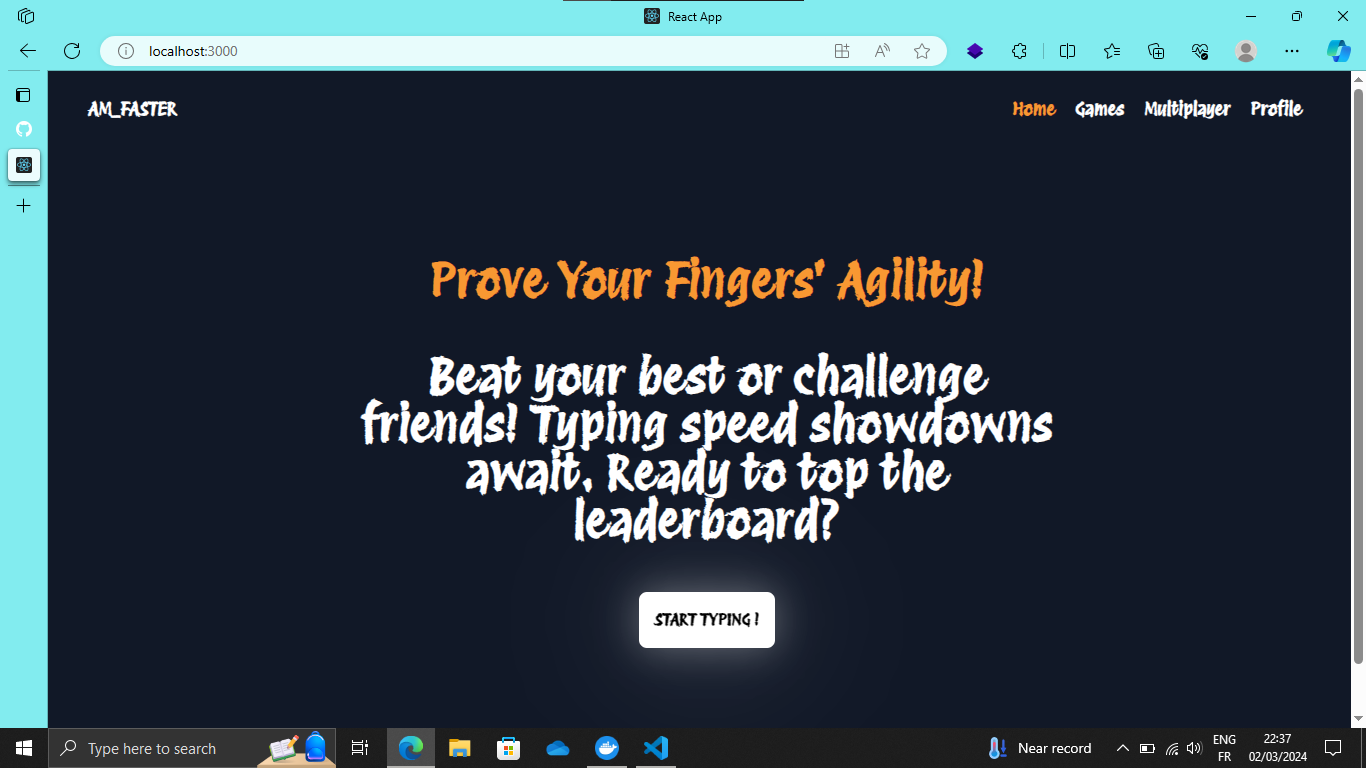 React App
localhost:3000
AM_FASTER
Home Games Multiplayer Profile
Prove Your Fingers' Agility!
Beat your best or challenge
friends! Typing speed showdowns
await. Ready to top the
leaderboard?
START TYPING !
Type here to search
Near record
ENG
FR
22:37
02/03/2024